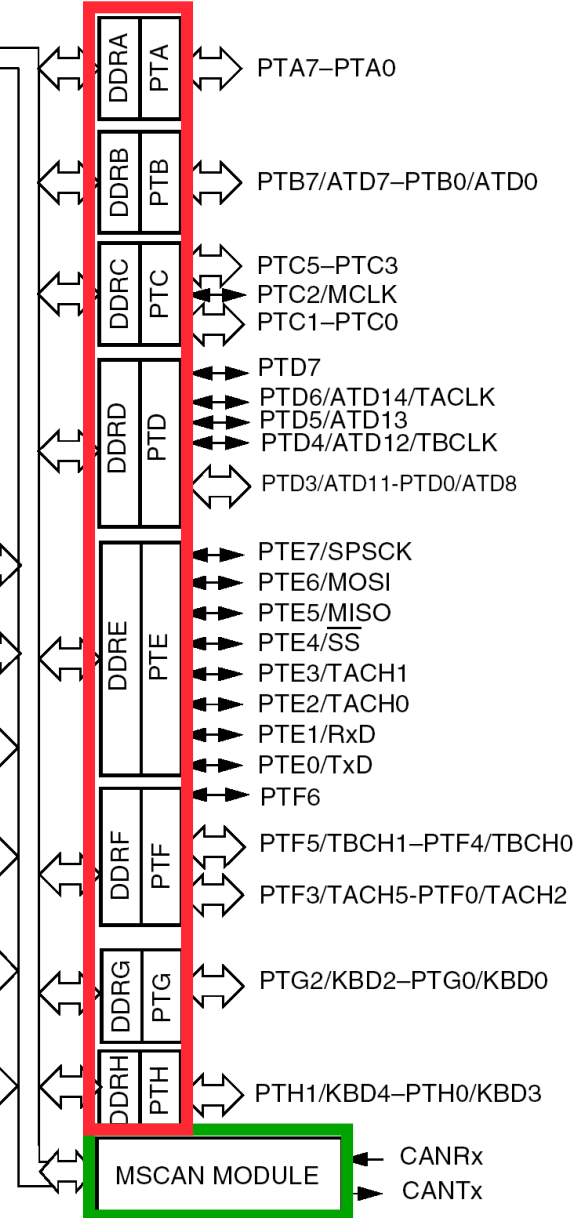 DDRA PTA PTA7–PTA0
DDRB PTB PTB7/ATD7–PTB0/ATD0
DDRC PTC PTC5–PTC3
PTC2/MCLK
PTC1–PTC0
DDRD PTD PTD7
PTD6/ATD14/TACLK
PTD5/ATD13
PTD4/ATD12/TBCLK
PTD3/ATD11-PTD0/ATD8
DDRE PTE PTE7/SPSCK
PTE6/MOSI
PTE5/MISO
PTE4/S̅S̅
PTE3/TACH1
PTE2/TACH0
PTE1/RxD
PTE0/TxD
DDRF PTF PTF6
PTF5/TBCH1–PTF4/TBCH0
PTF3/TACH5-PTF0/TACH2
DDRG PTG PTG2/KBD2–PTG0/KBD0
DDRH PTH PTH1/KBD4–PTH0/KBD3
MSCAN MODULE CANRx
CANTx